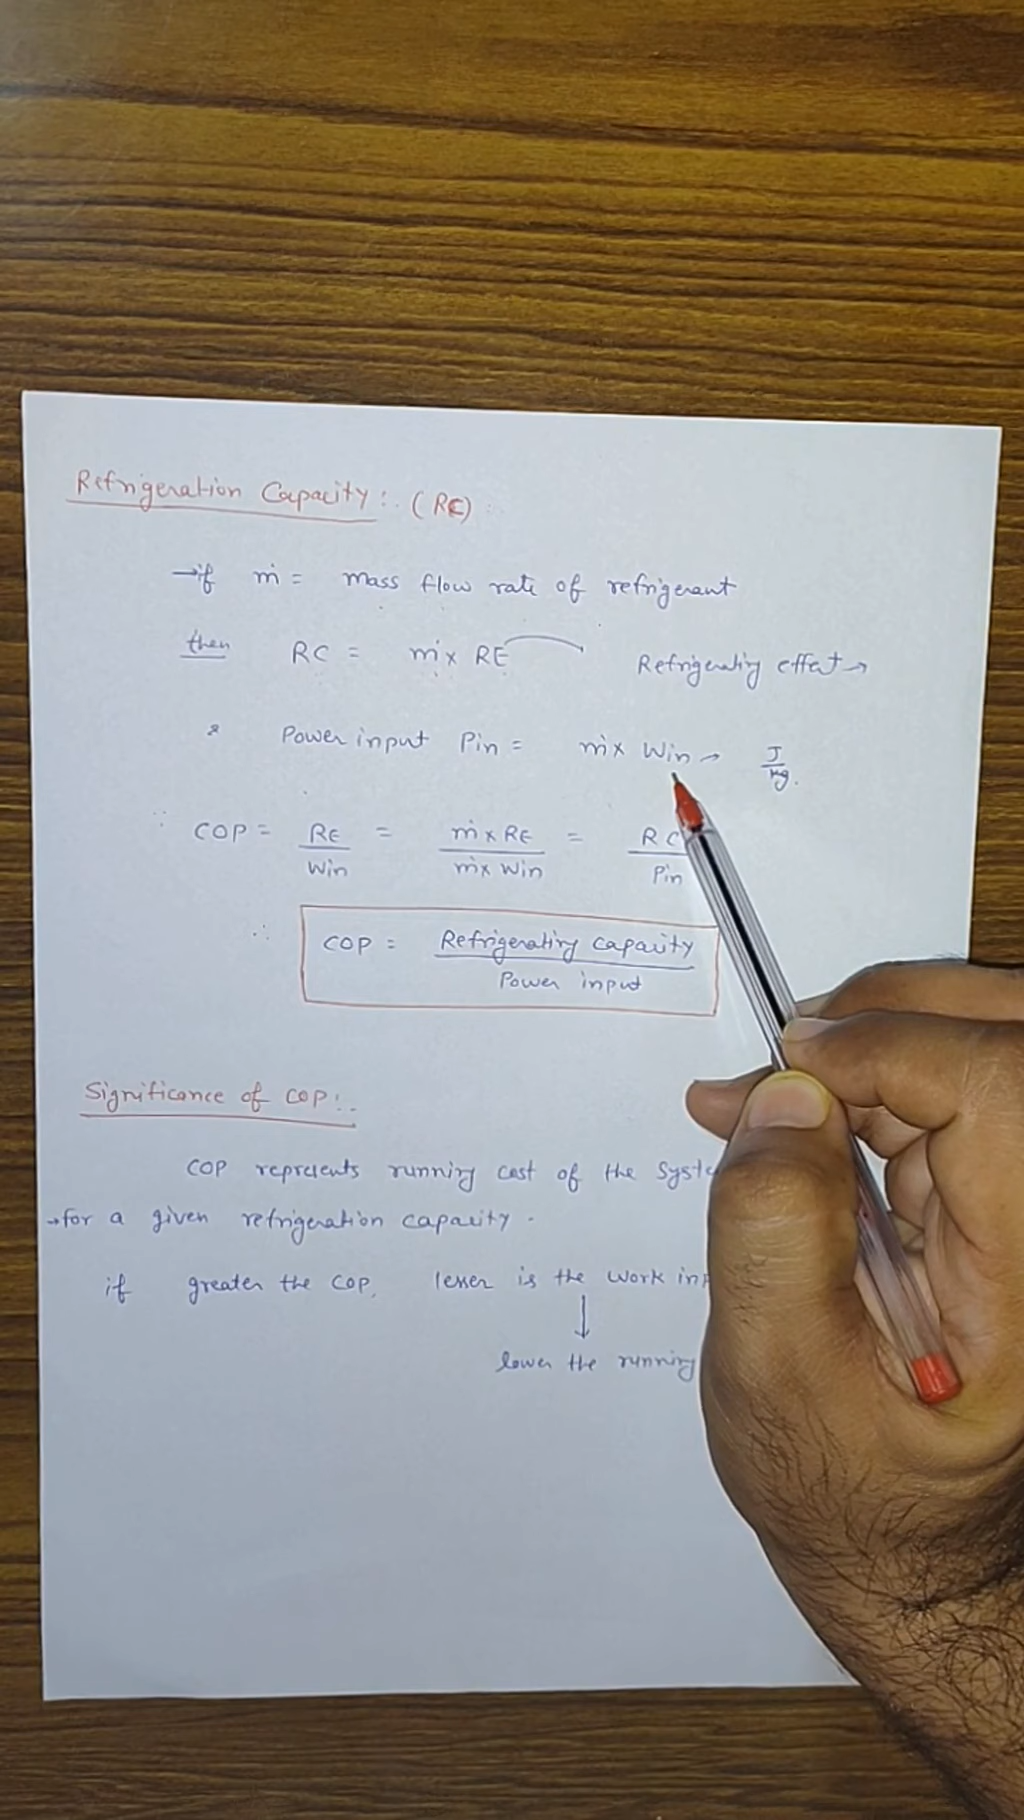 Refrigeration Capacity :. (RC)
→ if ṁ = mass flow rate of refrigerant
then RC = ṁ x RE Refrigerating effect →
& Power input Pin = ṁ x Win → J/kg.
∴ COP = RE/Win = ṁ x RE/ṁ x Win = RC/Pin
∴ COP = Refrigerating capacity/Power input
Significance of COP :.
COP represents running cost of the
→ for a given refrigeration capacity .
if greater the COP, lesser is the work
↓
lower the running